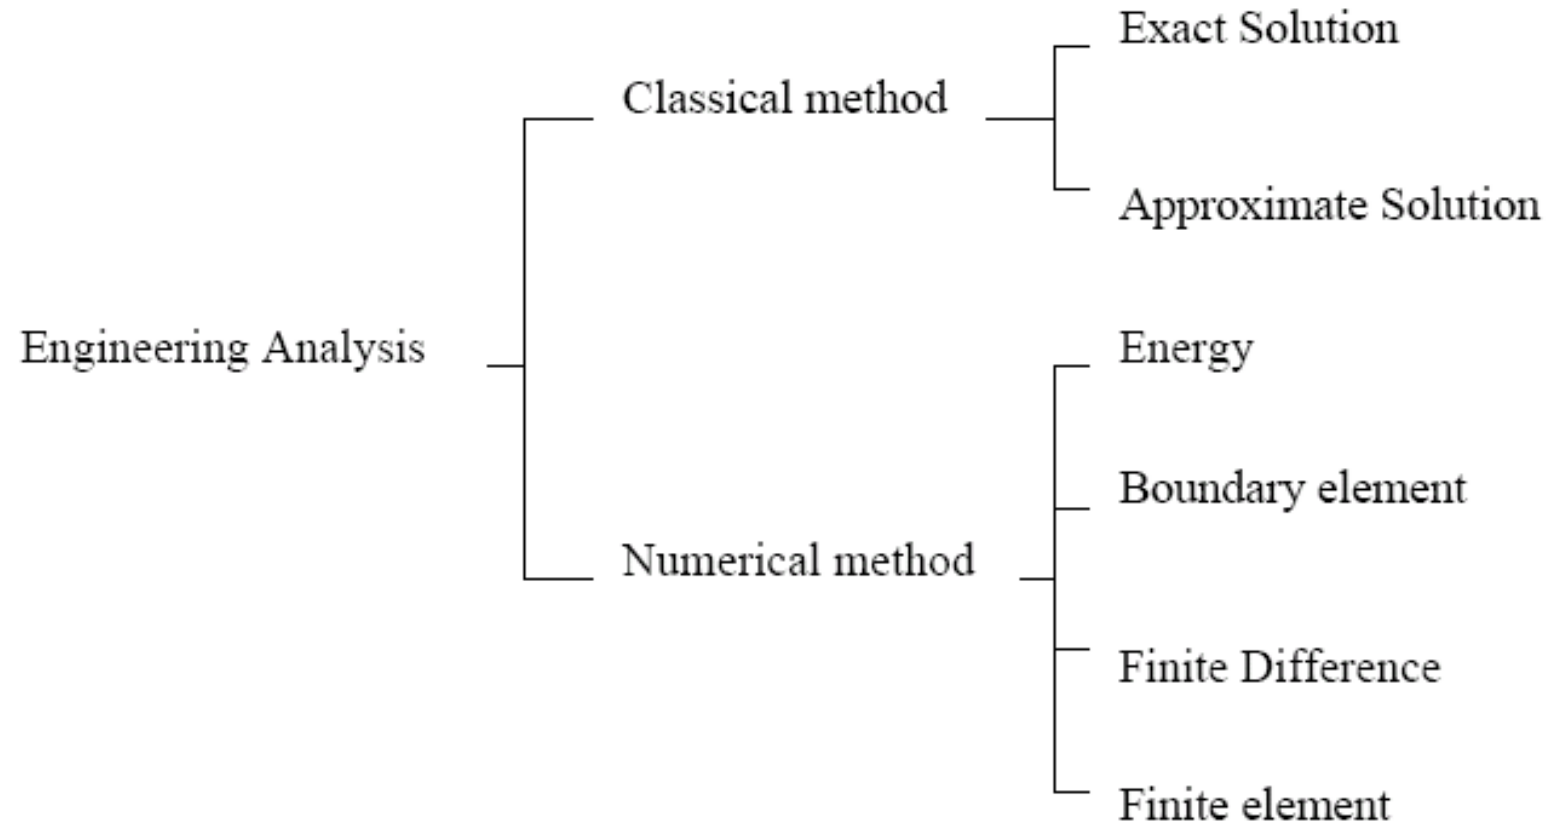 Exact Solution
Classical method
Approximate Solution
Engineering Analysis
Energy
Boundary element
Numerical method
Finite Difference
Finite element